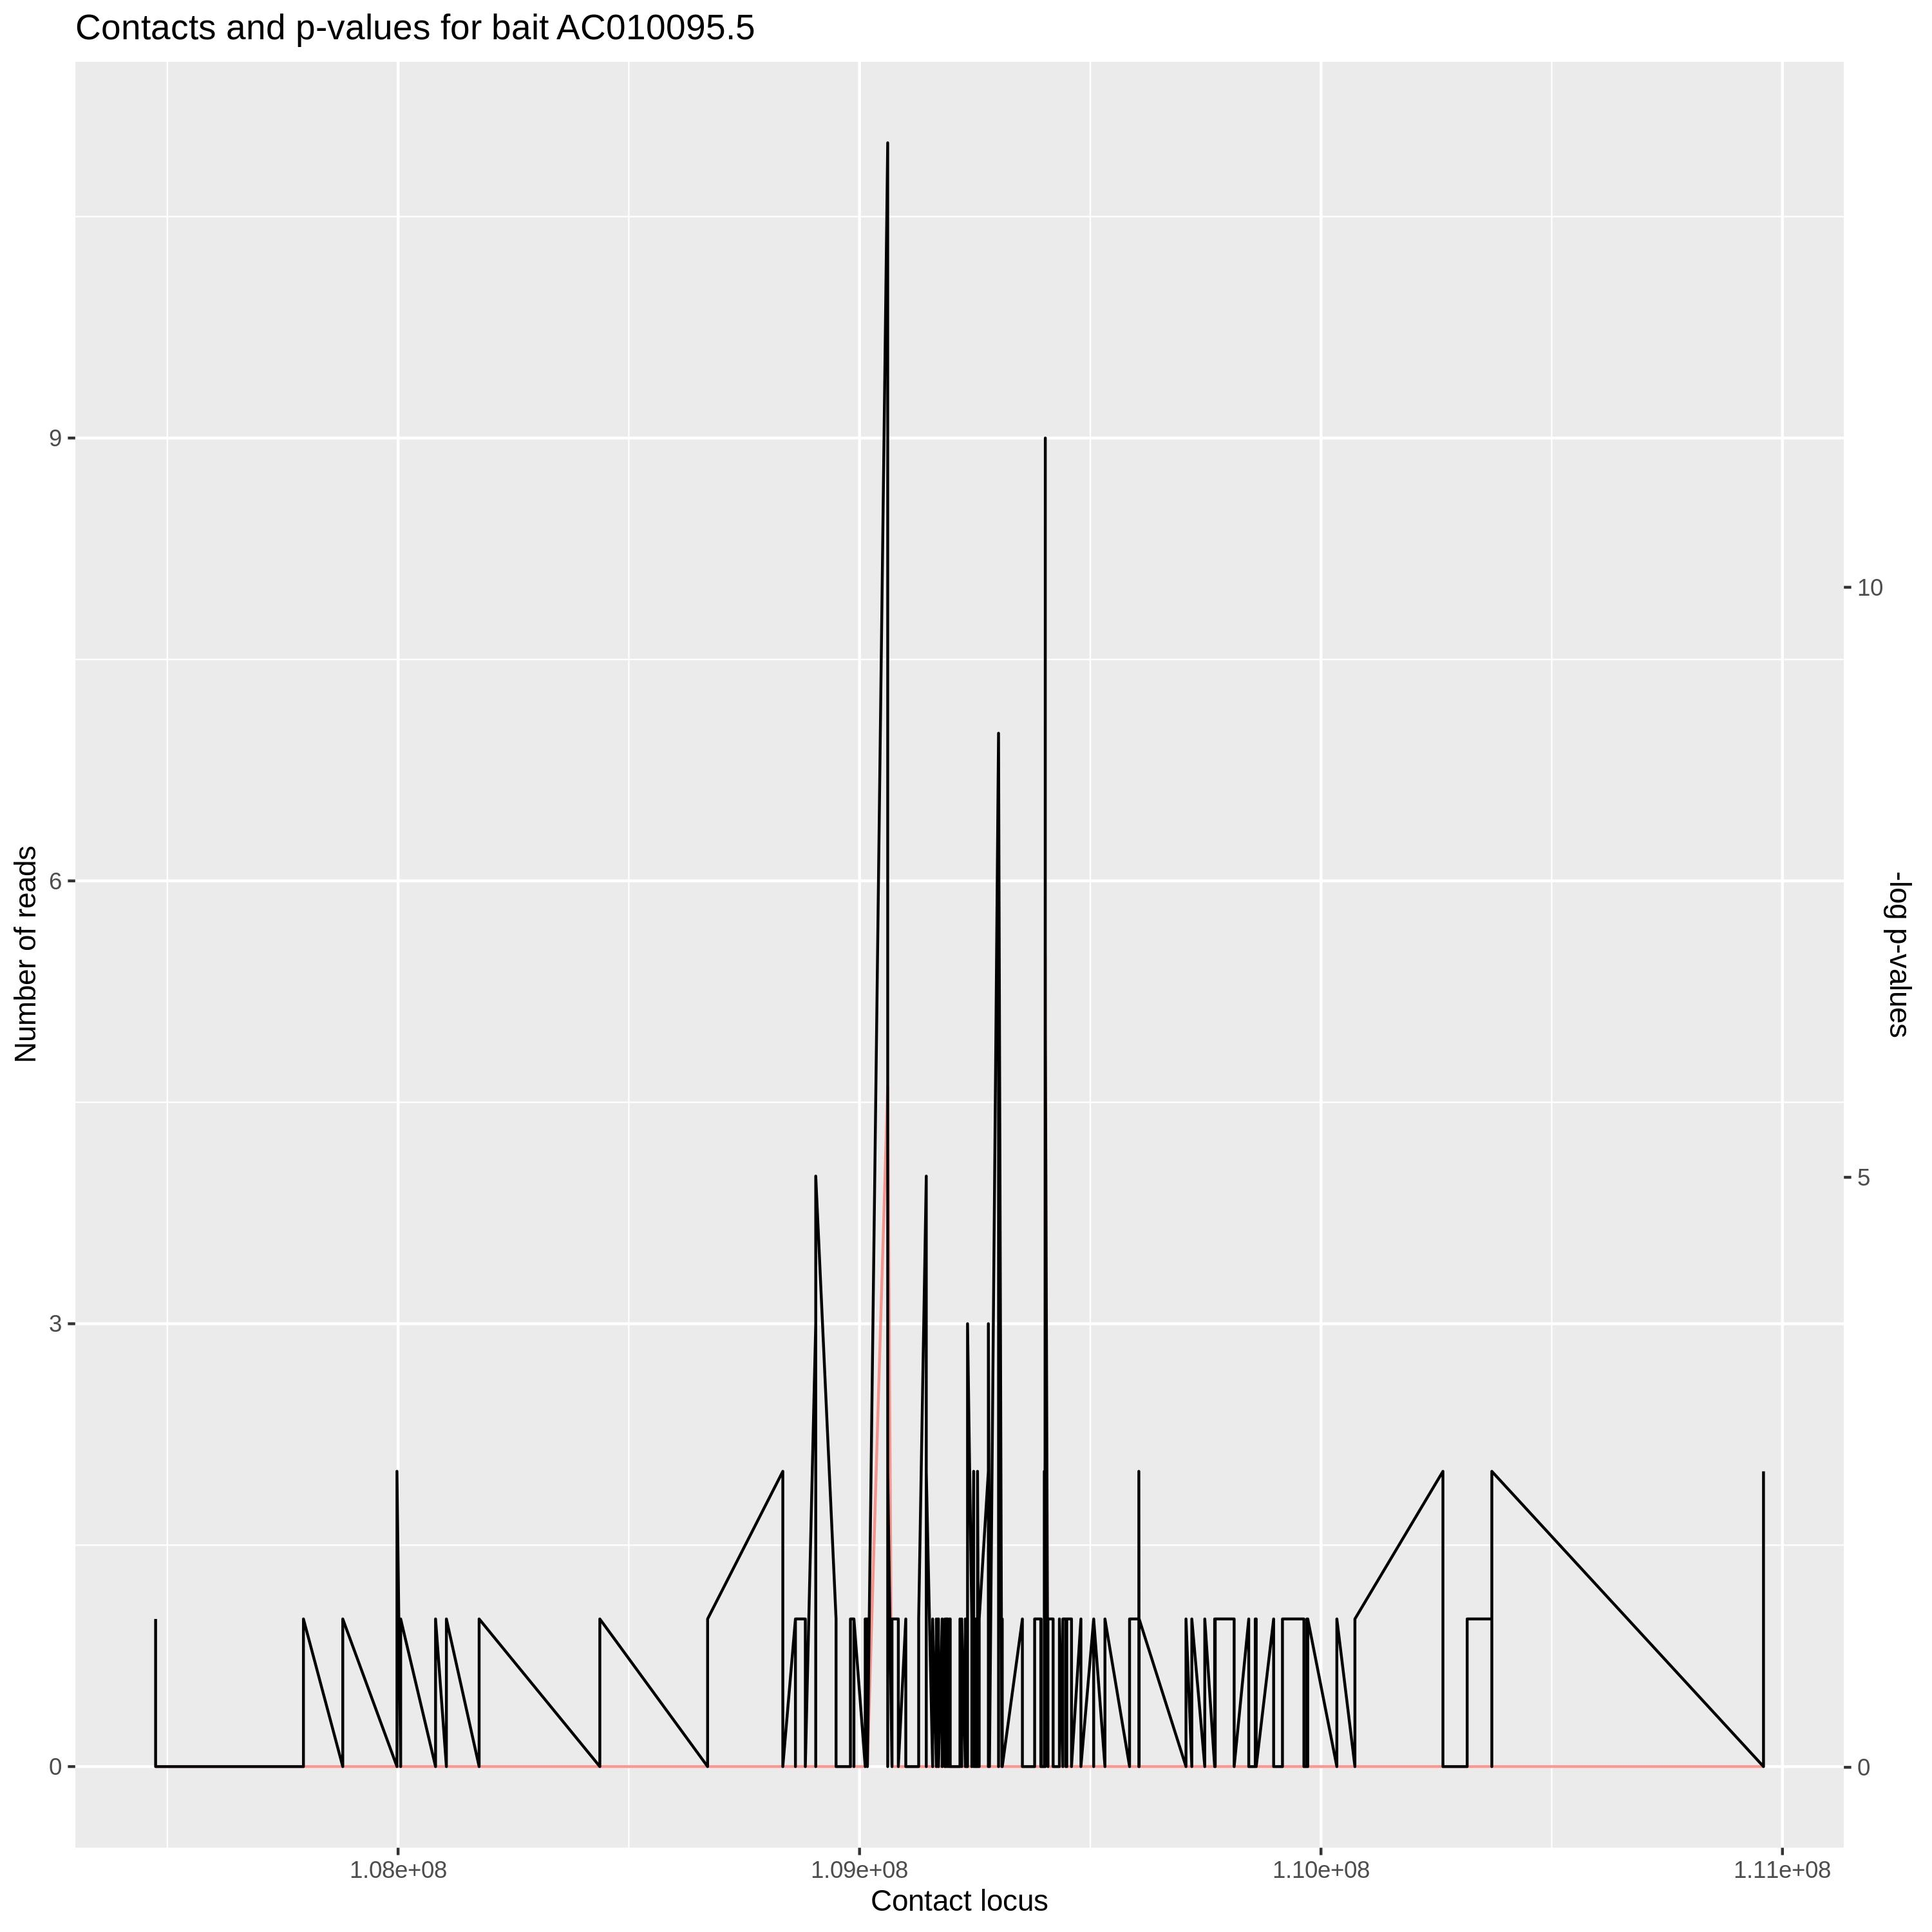 Contacts and p-values for bait AC010095.5
Number of reads
9
6
3
0
10
5
0
-log p-values
1.08e+08
1.09e+08
1.10e+08
1.11e+08
Contact locus